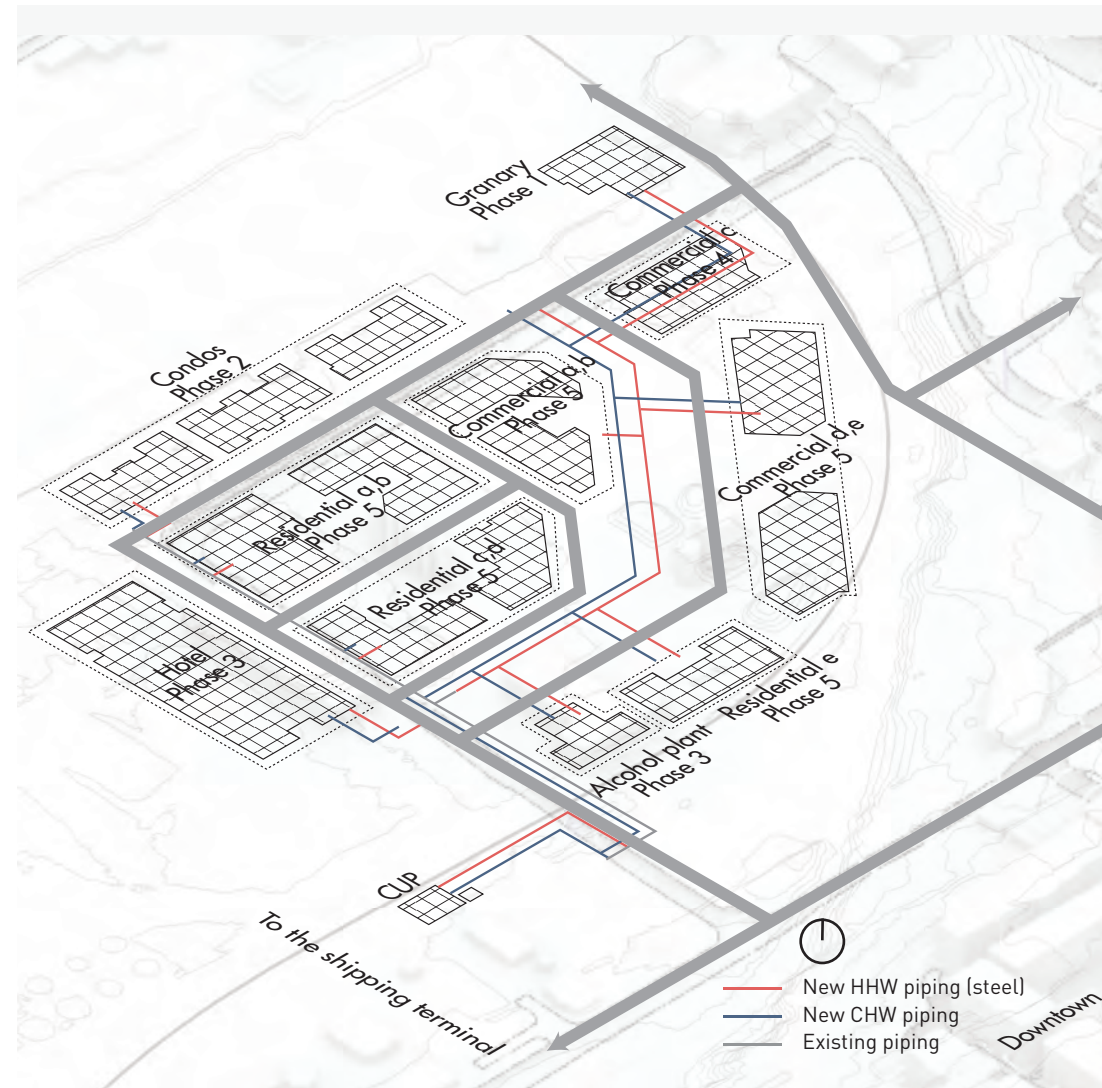 Granary
Phase 1
Commercial c
Phase 4
Condos
Phase 2
Commercial a,b
Phase 5
Commercial d,e
Phase 5
Residential a,b
Phase 5
Residential c,d
Phase 5
Hotel
Phase 3
Residential e
Phase 5
Alcohol plant
Phase 3
CUP
To the shipping terminal
New HHW piping (steel)
New CHW piping
Existing piping
Downtown